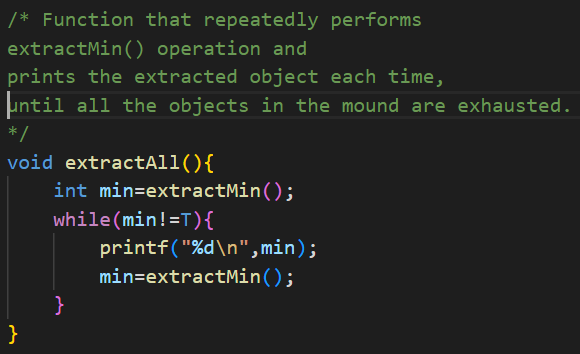 /* Function that repeatedly performs
extractMin() operation and
prints the extracted object each time,
until all the objects in the mound are exhausted.
*/
void extractAll(){
    int min=extractMin();
    while(min!=T){
        printf("%d\n",min);
        min=extractMin();
    }
}